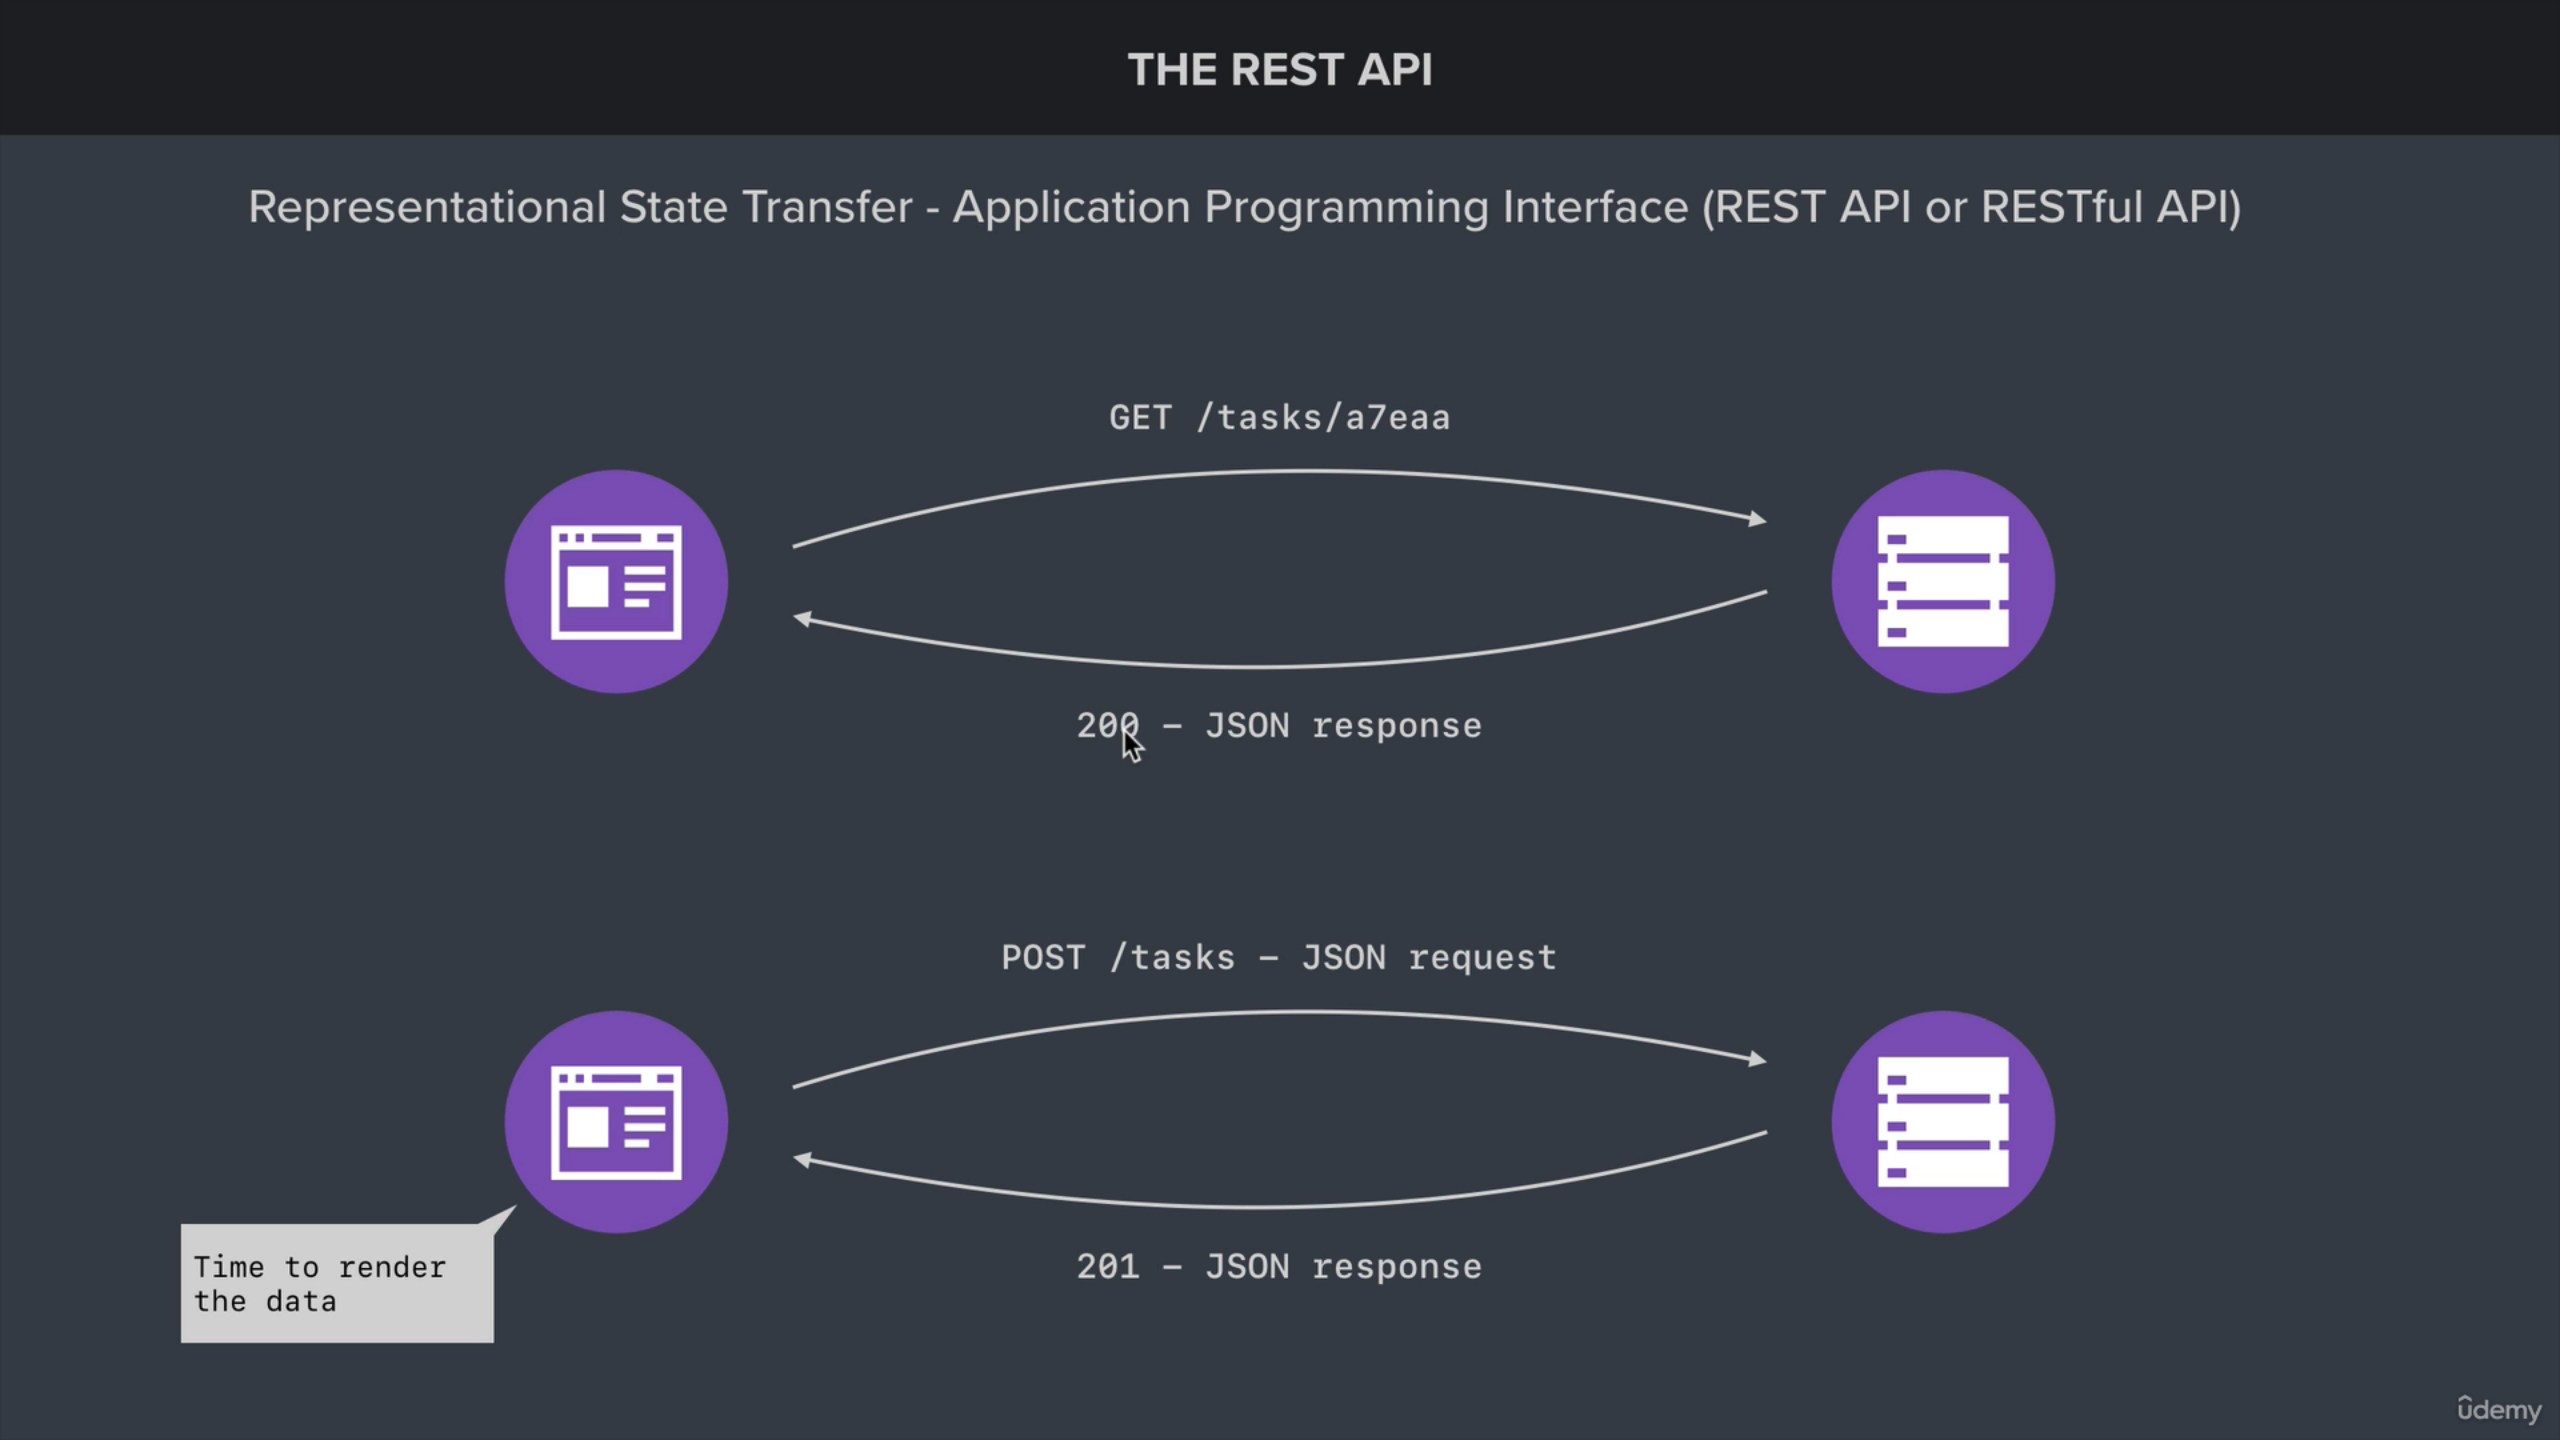 THE REST API
Representational State Transfer - Application Programming Interface (REST API or RESTful API)
GET /tasks/a7eaa
200 – JSON response
POST /tasks – JSON request
201 – JSON response
Time to render
the data
ûdemy